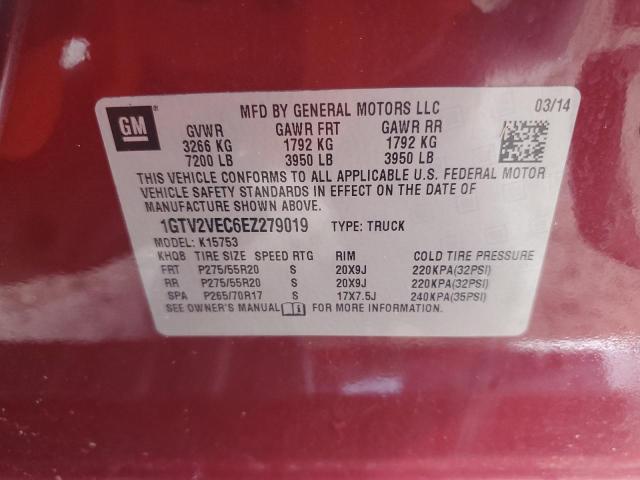 GM
MFD BY GENERAL MOTORS LLC 03/14
GVWR GAWR FRT GAWR RR
3266 KG 1792 KG 1792 KG
7200 LB 3950 LB 3950 LB
THIS VEHICLE CONFORMS TO ALL APPLICABLE U.S. FEDERAL MOTOR
VEHICLE SAFETY STANDARDS IN EFFECT ON THE DATE OF
MANUFACTURE SHOWN ABOVE.
1GTV2VEC6EZ279019 TYPE: TRUCK
MODEL: K15753
KHQB TIRE SIZE SPEED RTG RIM COLD TIRE PRESSURE
FRT P275/55R20 S 20X9J 220KPA(32PSI)
RR P275/55R20 S 20X9J 220KPA(32PSI)
SPA P265/70R17 S 17X7.5J 240KPA(35PSI)
SEE OWNER'S MANUAL FOR MORE INFORMATION.